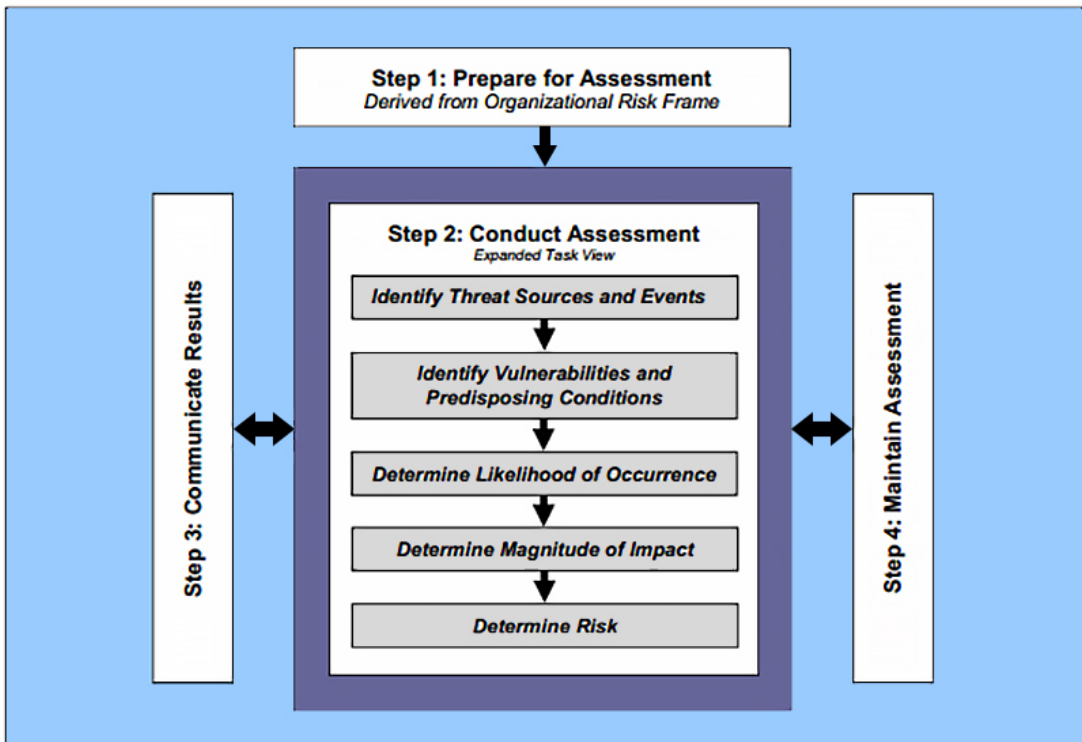 Step 1: Prepare for Assessment
Derived from Organizational Risk Frame
Step 2: Conduct Assessment
Expanded Task View
Identify Threat Sources and Events
Identify Vulnerabilities and
Predisposing Conditions
Determine Likelihood of Occurrence
Determine Magnitude of Impact
Determine Risk
Step 3: Communicate Results
Step 4: Maintain Assessment